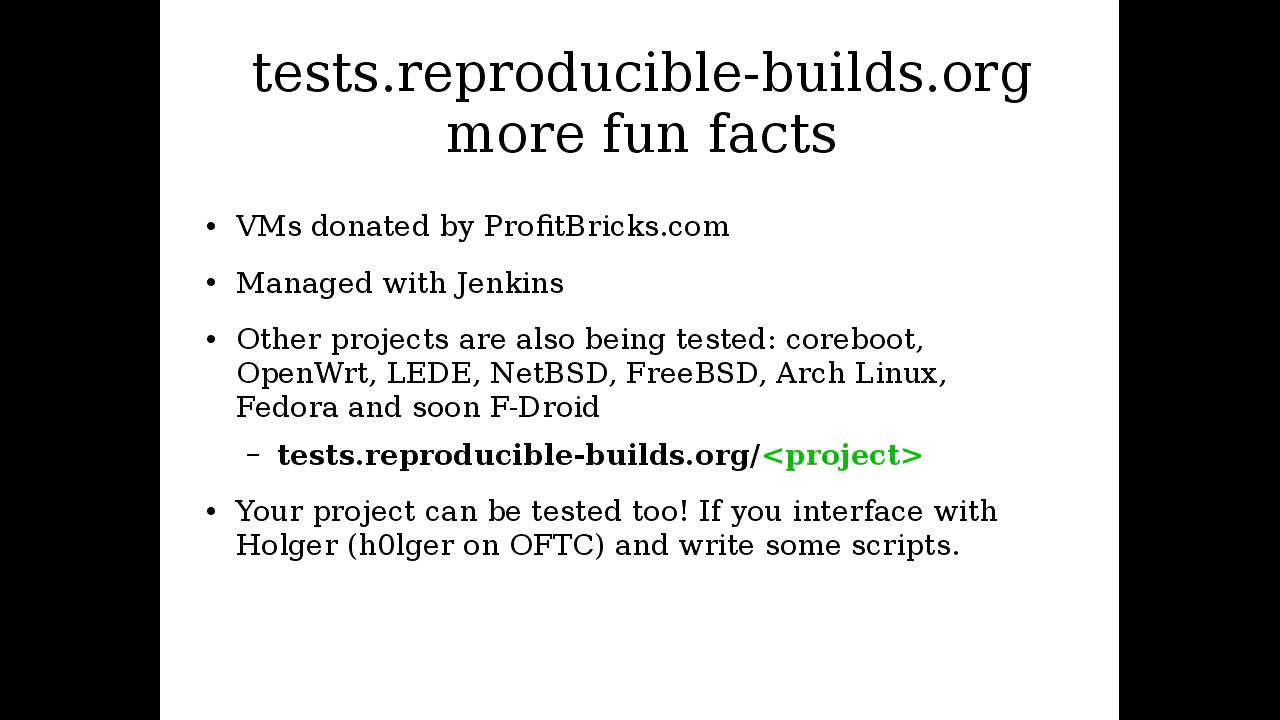 tests.reproducible-builds.org
more fun facts
• VMs donated by ProfitBricks.com
• Managed with Jenkins
• Other projects are also being tested: coreboot,
OpenWrt, LEDE, NetBSD, FreeBSD, Arch Linux,
Fedora and soon F-Droid
– tests.reproducible-builds.org/<project>
• Your project can be tested too! If you interface with
Holger (h0lger on OFTC) and write some scripts.